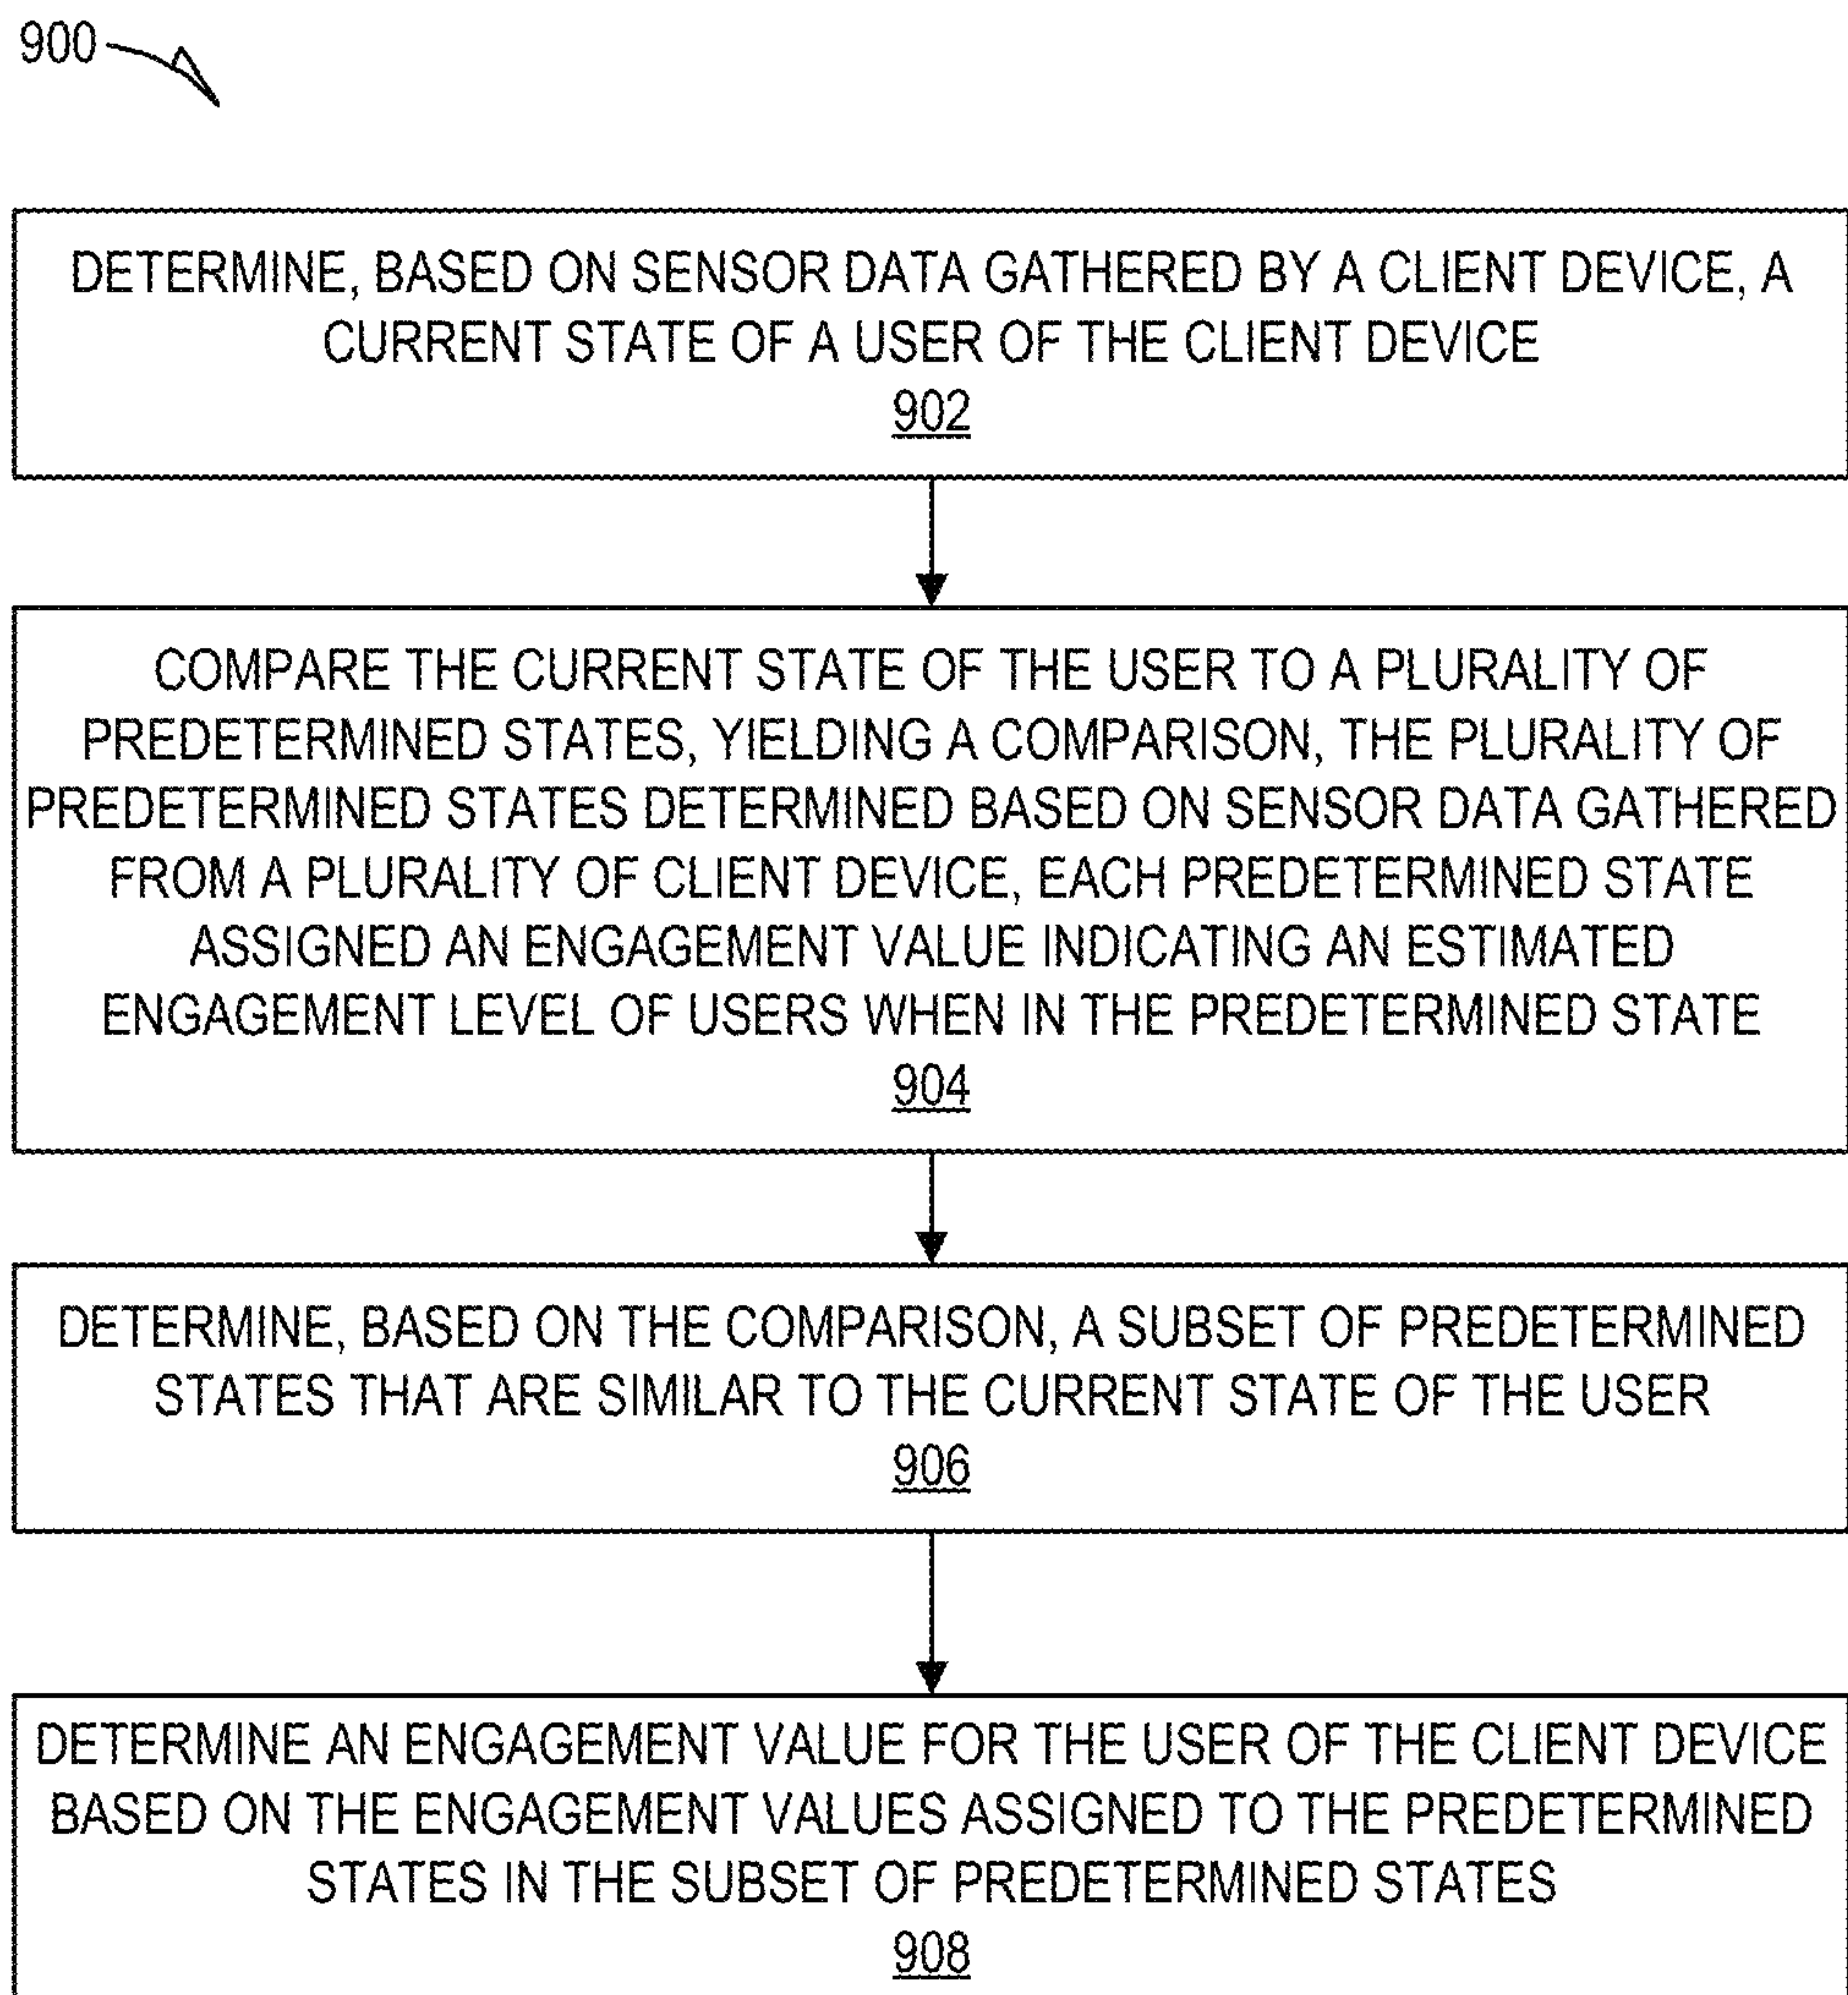 900
DETERMINE, BASED ON SENSOR DATA GATHERED BY A CLIENT DEVICE, A
CURRENT STATE OF A USER OF THE CLIENT DEVICE
902
COMPARE THE CURRENT STATE OF THE USER TO A PLURALITY OF
PREDETERMINED STATES, YIELDING A COMPARISON, THE PLURALITY OF
PREDETERMINED STATES DETERMINED BASED ON SENSOR DATA GATHERED
FROM A PLURALITY OF CLIENT DEVICE, EACH PREDETERMINED STATE
ASSIGNED AN ENGAGEMENT VALUE INDICATING AN ESTIMATED
ENGAGEMENT LEVEL OF USERS WHEN IN THE PREDETERMINED STATE
904
DETERMINE, BASED ON THE COMPARISON, A SUBSET OF PREDETERMINED
STATES THAT ARE SIMILAR TO THE CURRENT STATE OF THE USER
906
DETERMINE AN ENGAGEMENT VALUE FOR THE USER OF THE CLIENT DEVICE
BASED ON THE ENGAGEMENT VALUES ASSIGNED TO THE PREDETERMINED
STATES IN THE SUBSET OF PREDETERMINED STATES
908